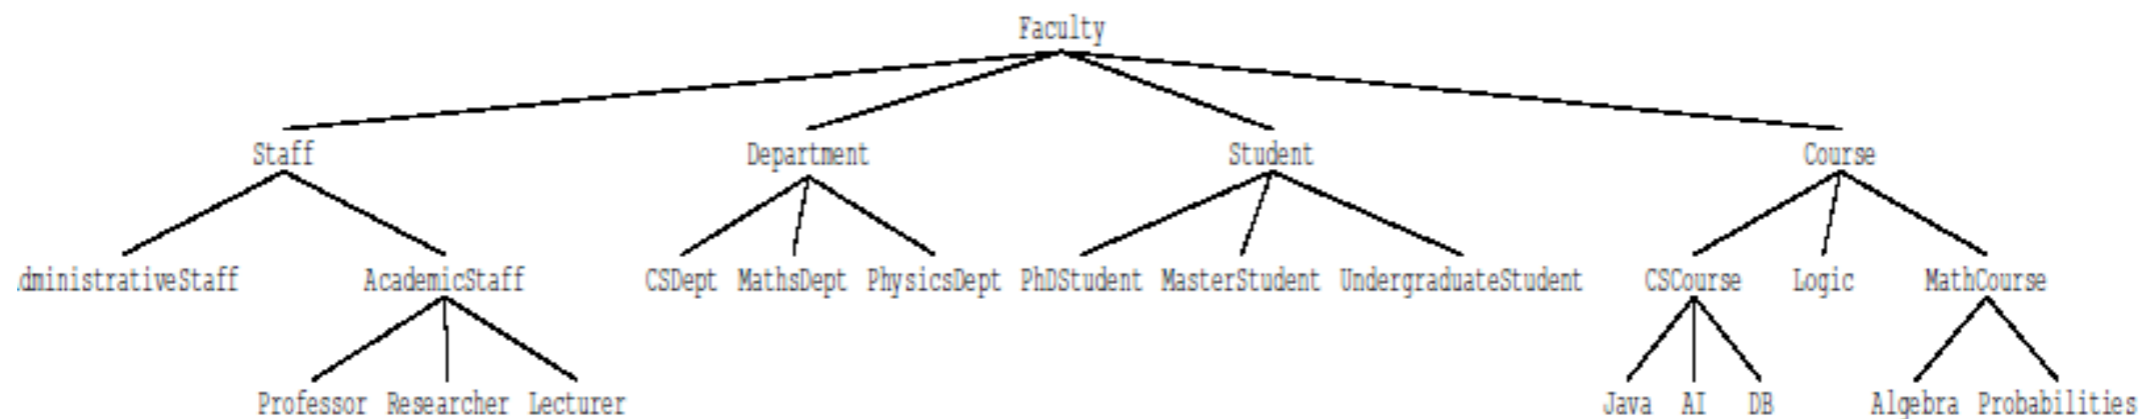 Faculty
Staff Department Student Course
dministrativeStaff AcademicStaff CSDept MathsDept PhysicsDept PhDStudent MasterStudent UndergraduateStudent CSCourse Logic MathCourse
Professor Researcher Lecturer Java AI DB Algebra Probabilities